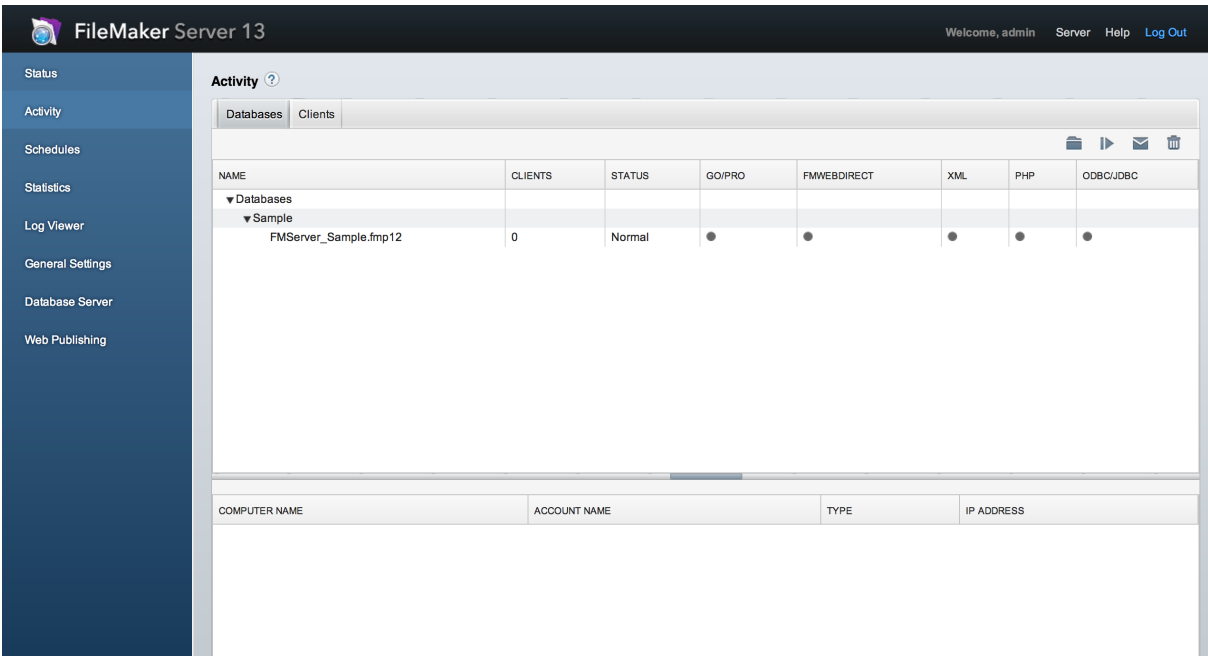 FileMaker Server 13
Welcome, admin Server Help Log Out
Status
Activity
Schedules
Statistics
Log Viewer
General Settings
Database Server
Web Publishing
Activity ?
Databases Clients
NAME CLIENTS STATUS GO/PRO FMWEBDIRECT XML PHP ODBC/JDBC
Databases
Sample
FMServer_Sample.fmp12 0 Normal
COMPUTER NAME ACCOUNT NAME TYPE IP ADDRESS